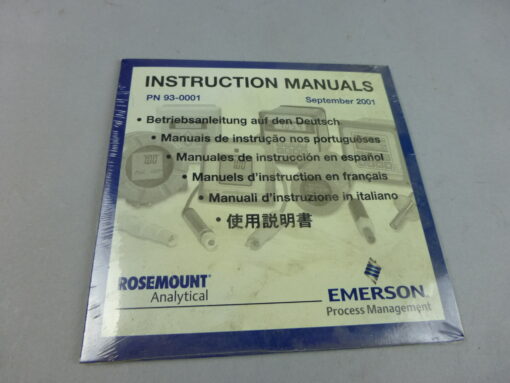 INSTRUCTION MANUALS
PN 93-0001 September 2001
• Betriebsanleitung auf den Deutsch
• Manuais de instrução nos portuguêses
• Manuales de instrucción en español
• Manuels d'instruction en français
• Manuali d'instruzione in italiano
• 使用説明書
ROSEMOUNT®
Analytical
EMERSON
Process Management